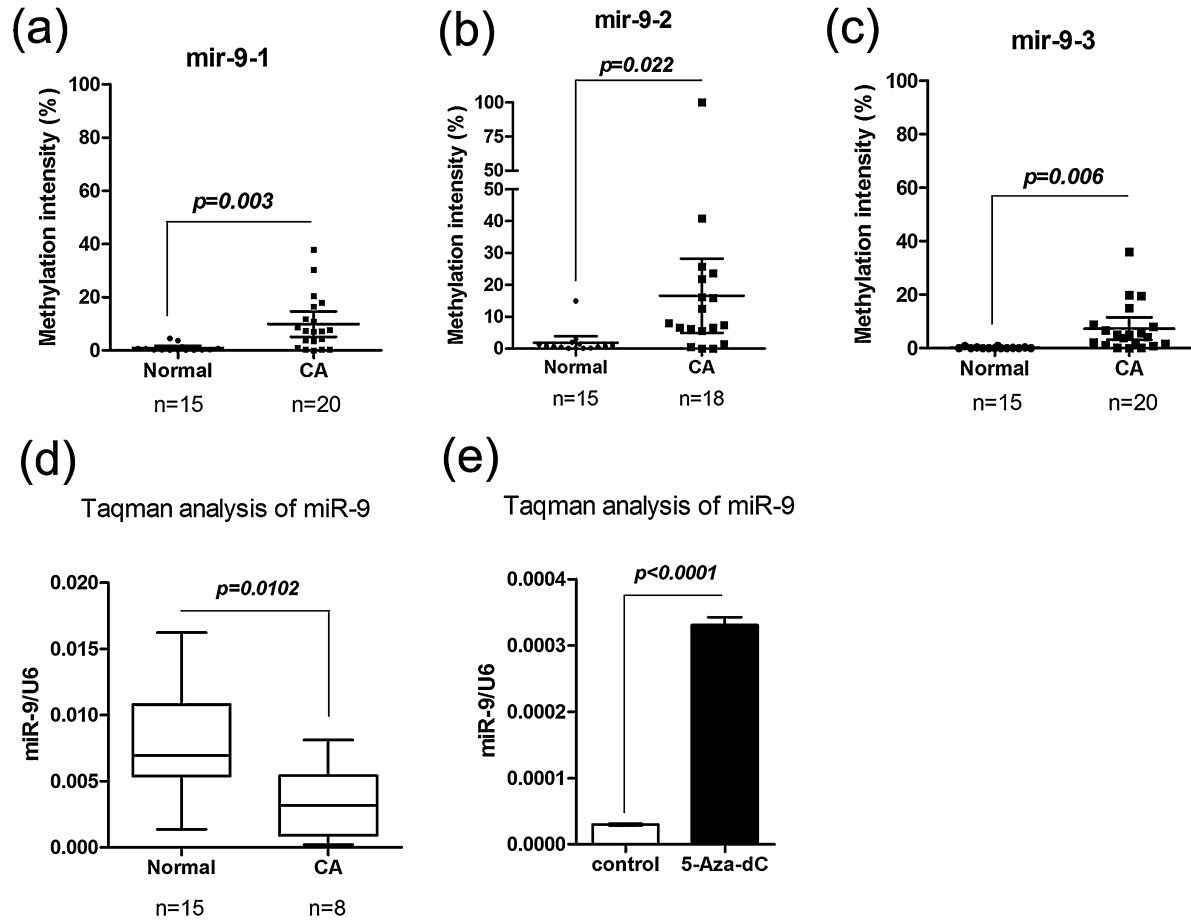 (a)
mir-9-1
p=0.003
Methylation intensity (%)
100
80
60
40
20
0
Normal
CA
n=15
n=20
(b)
mir-9-2
p=0.022
Methylation intensity (%)
100
75
50
50
40
30
20
10
0
Normal
CA
n=15
n=18
(c)
mir-9-3
p=0.006
Methylation intensity (%)
100
80
60
40
20
0
Normal
CA
n=15
n=20
(d)
Taqman analysis of miR-9
p=0.0102
miR-9/U6
0.020
0.015
0.010
0.005
0.000
Normal
CA
n=15
n=8
(e)
Taqman analysis of miR-9
p<0.0001
miR-9/U6
0.0004
0.0003
0.0002
0.0001
0.0000
control
5-Aza-dC